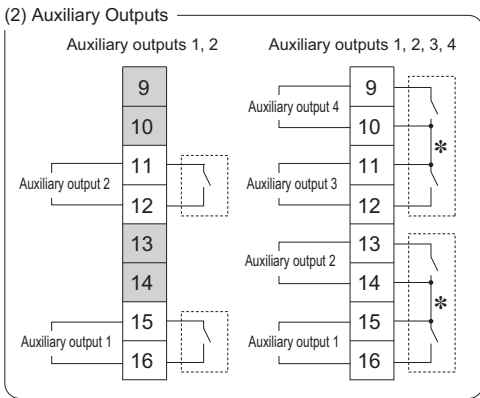 (2) Auxiliary Outputs
Auxiliary outputs 1, 2
9
10
11
Auxiliary output 2
12
13
14
15
Auxiliary output 1
16
Auxiliary outputs 1, 2, 3, 4
9
Auxiliary output 4
10
*
11
Auxiliary output 3
12
13
Auxiliary output 2
14
*
15
Auxiliary output 1
16